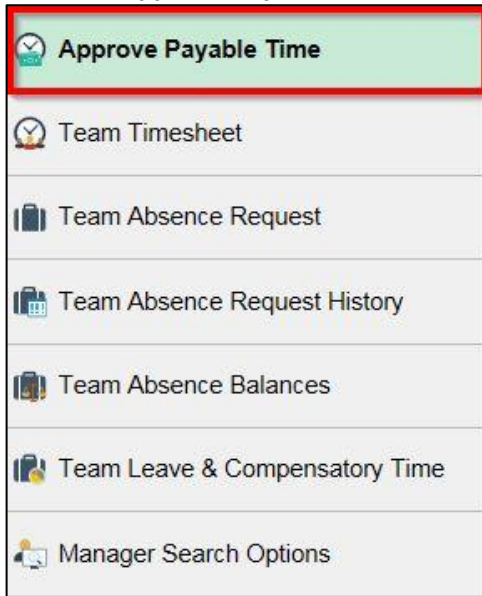 Approve Payable Time
Team Timesheet
Team Absence Request
Team Absence Request History
Team Absence Balances
Team Leave & Compensatory Time
Manager Search Options